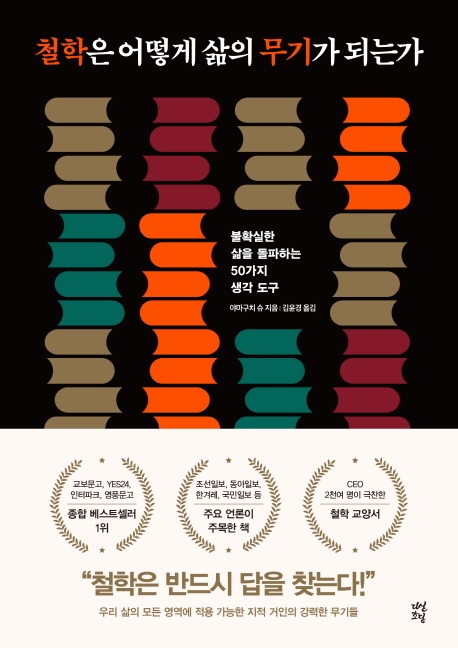 철학은 어떻게 삶의 무기가 되는가
불확실한
삶을 돌파하는
50가지
생각 도구
야마구치 슈 지음 | 김윤경 옮김
교보문고, YES24,
인터파크, 영풍문고
종합 베스트셀러
1위
조선일보, 동아일보,
한겨레, 국민일보 등
주요 언론이
주목한 책
CEO
2천여 명이 극찬한
철학 교양서
“철학은 반드시 답을 찾는다!”
우리 삶의 모든 영역에 적용 가능한 지적 거인의 강력한 무기들
다산
초당